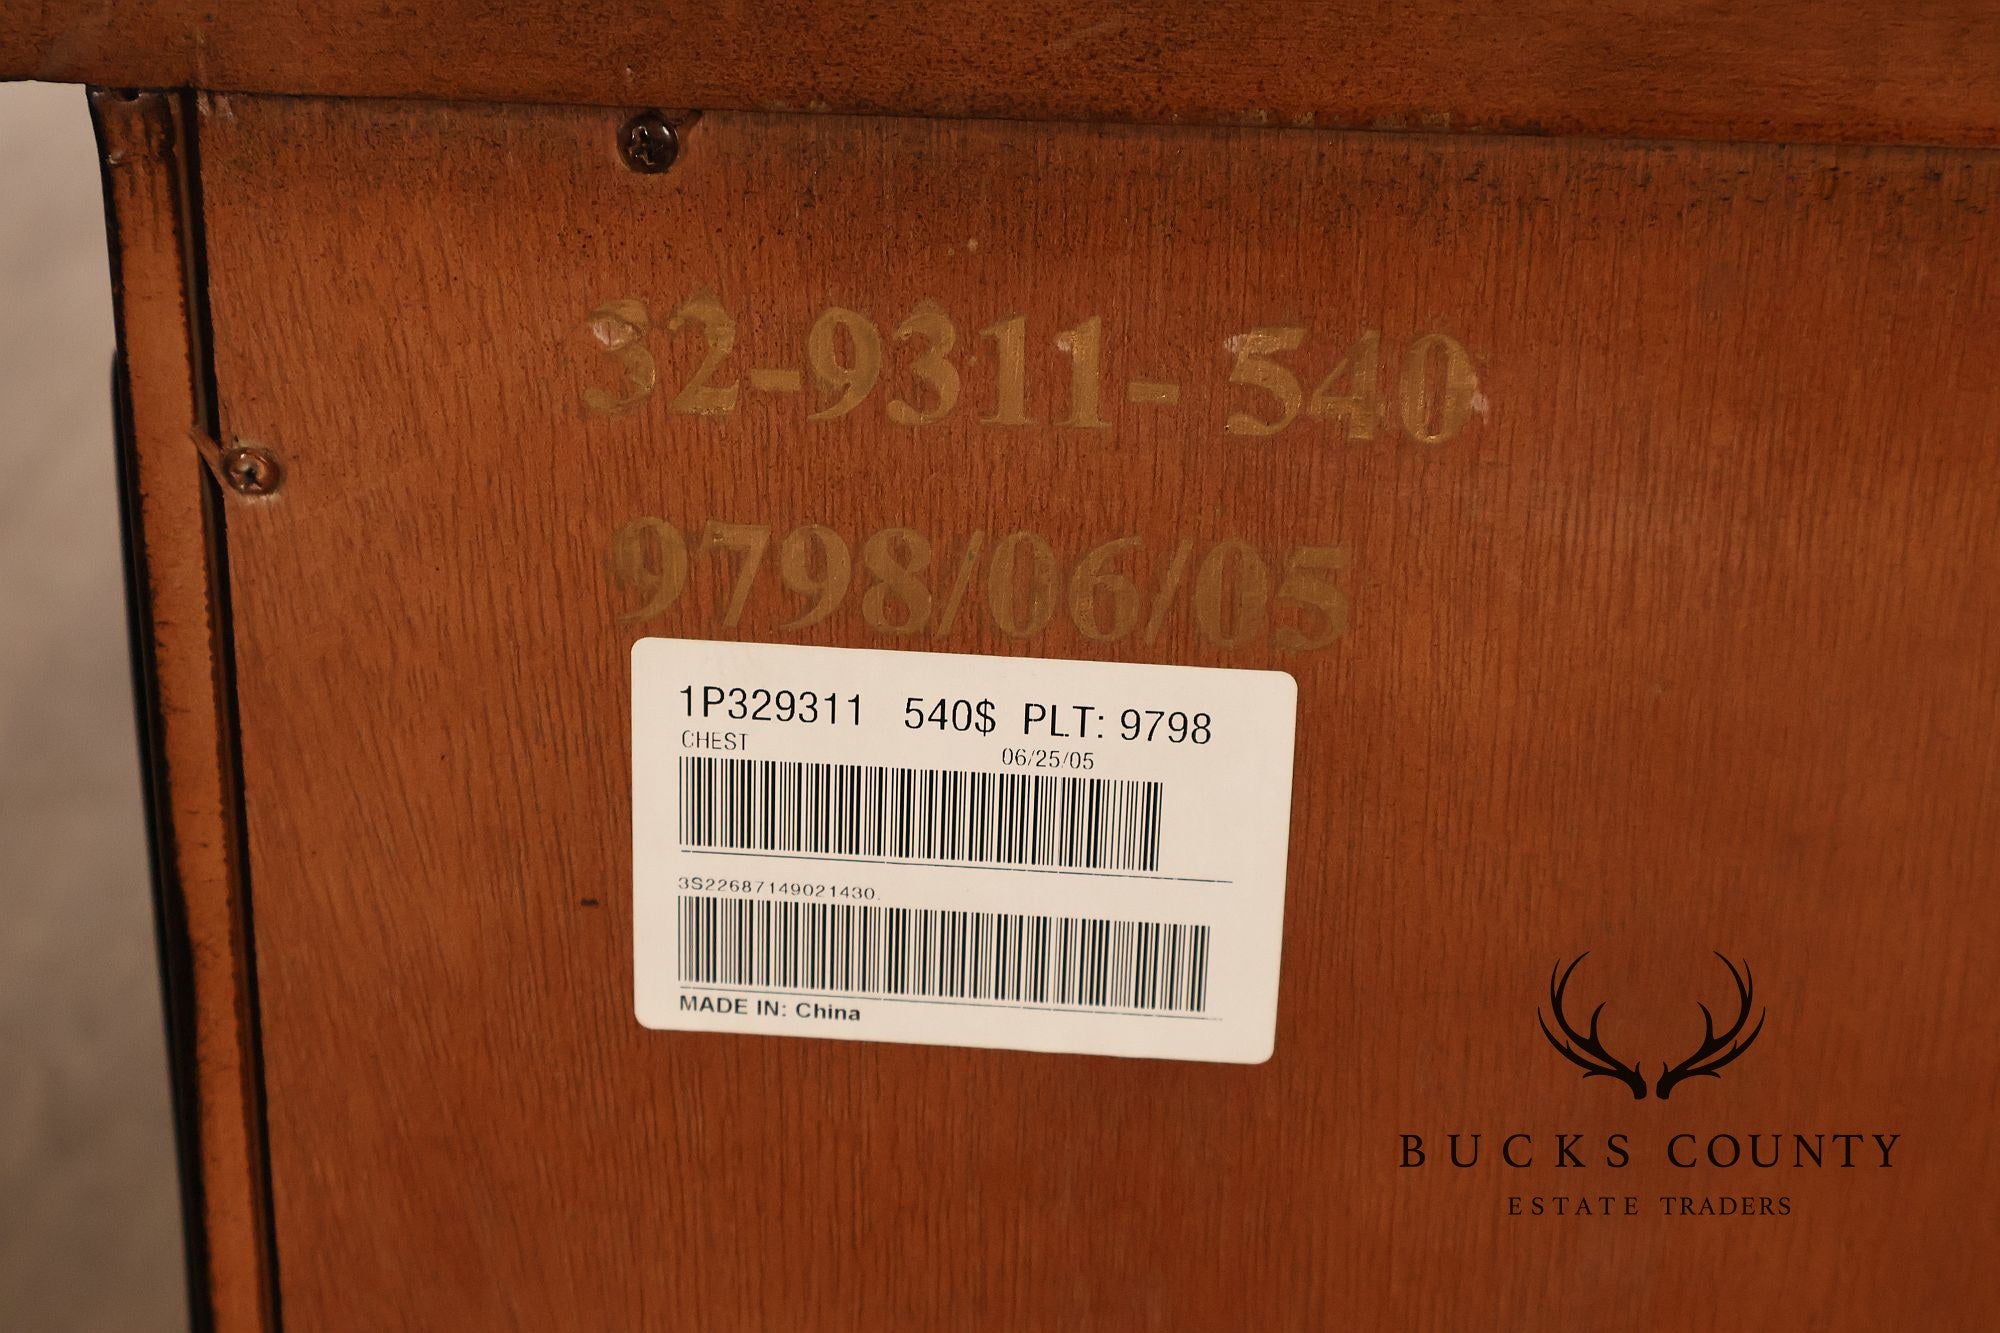 32-9311-540
9798/06/05
1P329311 540$ PLT: 9798
CHEST 06/25/05
3S22687149021430.
MADE IN: China
BUCKS COUNTY
ESTATE TRADERS